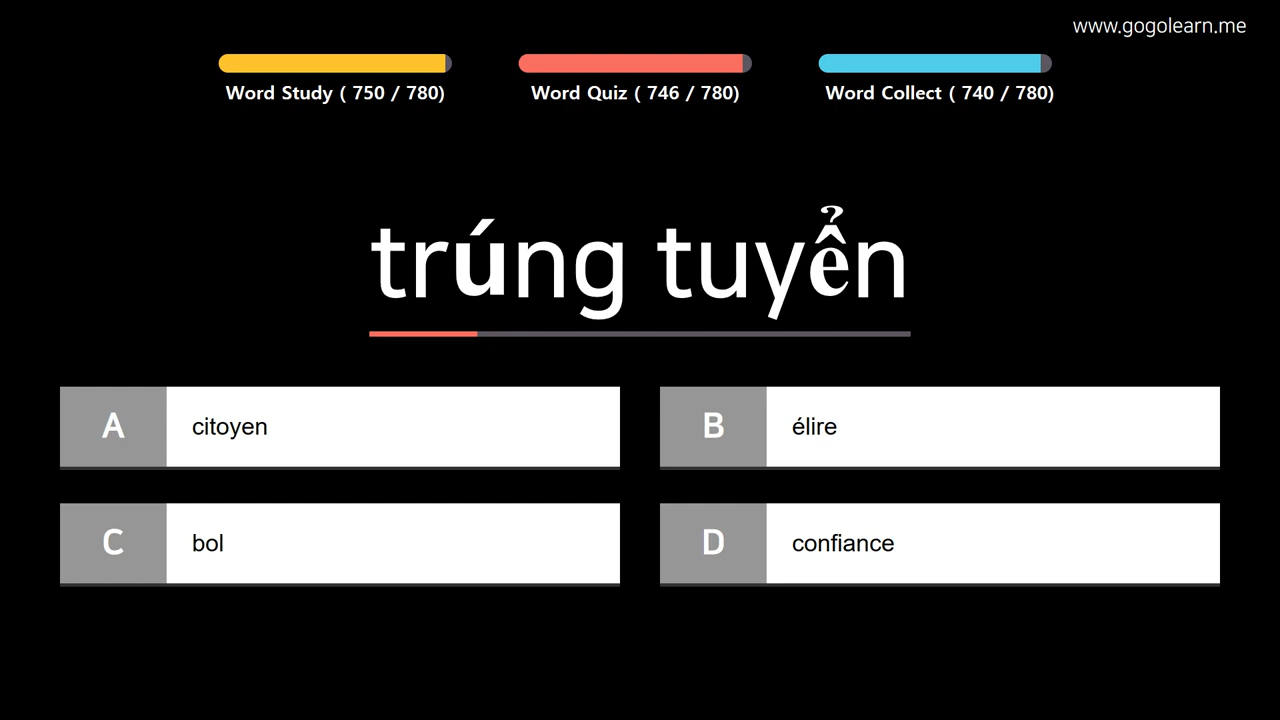 www.gogolearn.me
Word Study ( 750 / 780)
Word Quiz ( 746 / 780)
Word Collect ( 740 / 780)
trúng tuyển
A
citoyen
B
élire
C
bol
D
confiance